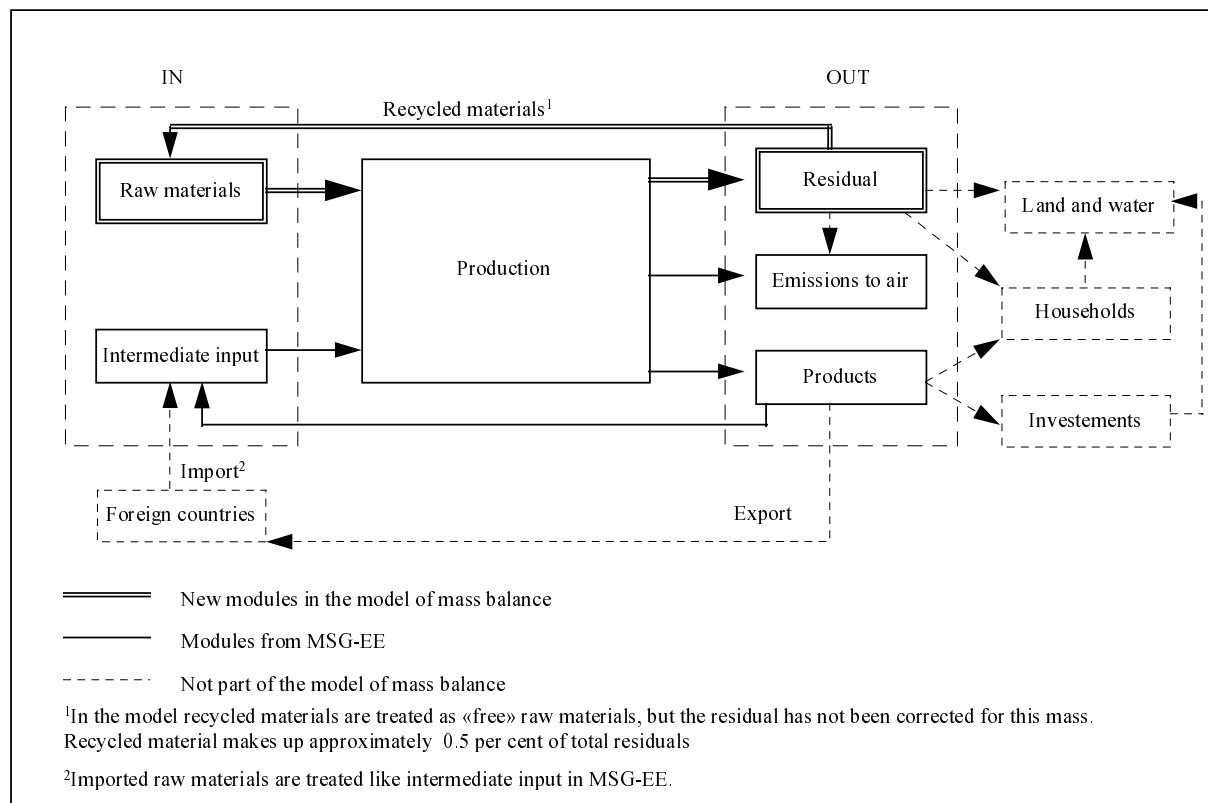 IN
OUT
Recycled materials¹
Raw materials
Residual
Land and water
Production
Emissions to air
Households
Intermediate input
Products
Investements
Import²
Foreign countries
Export
New modules in the model of mass balance
Modules from MSG-EE
Not part of the model of mass balance
¹In the model recycled materials are treated as «free» raw materials, but the residual has not been corrected for this mass.
Recycled material makes up approximately 0.5 per cent of total residuals
²Imported raw materials are treated like intermediate input in MSG-EE.